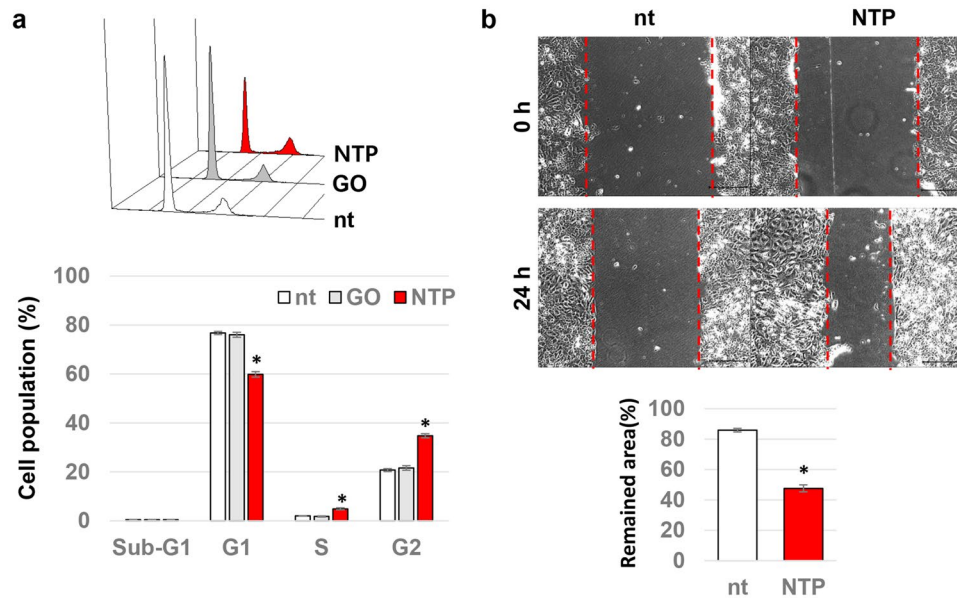 a
NTP
GO
nt
Cell population (%)
100
80
60
40
20
0
nt GO NTP
*
*
*
Sub-G1 G1 S G2
b
nt NTP
0 h
24 h
Remained area(%)
100
80
60
40
20
0
*
nt NTP